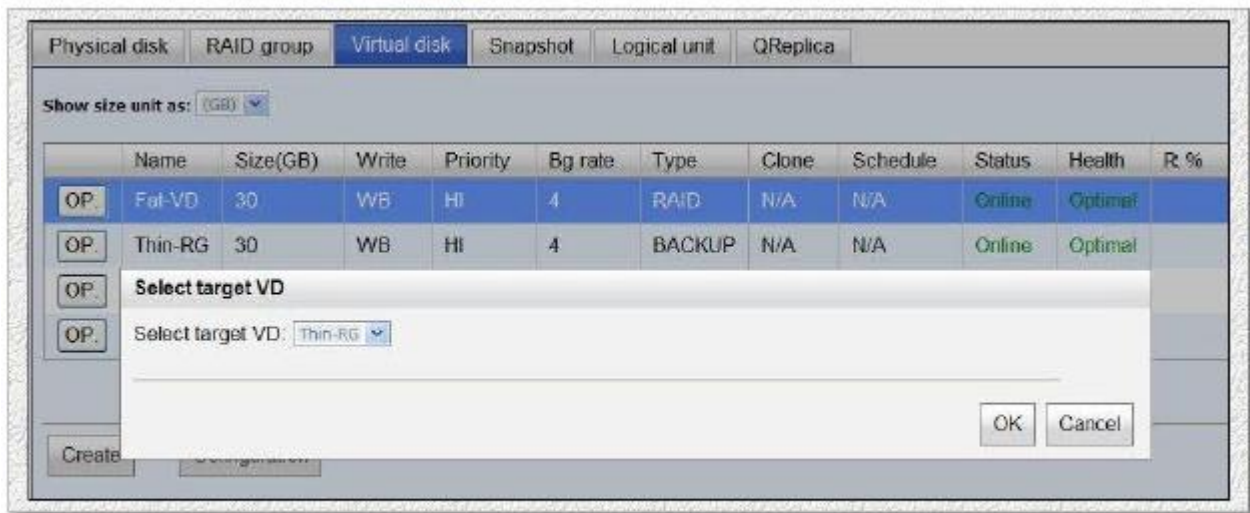 Physical disk RAID group Virtual disk Snapshot Logical unit QReplica
Show size unit as: (GB)
Name Size(GB) Write Priority Bg rate Type Clone Schedule Status Health R %
OP. Fat-VD 30 WB HI 4 RAID N/A N/A Online Optimal
OP. Thin-RG 30 WB HI 4 BACKUP N/A N/A Online Optimal
OP. Select target VD
OP. Select target VD: Thin-RG
OK Cancel
Create